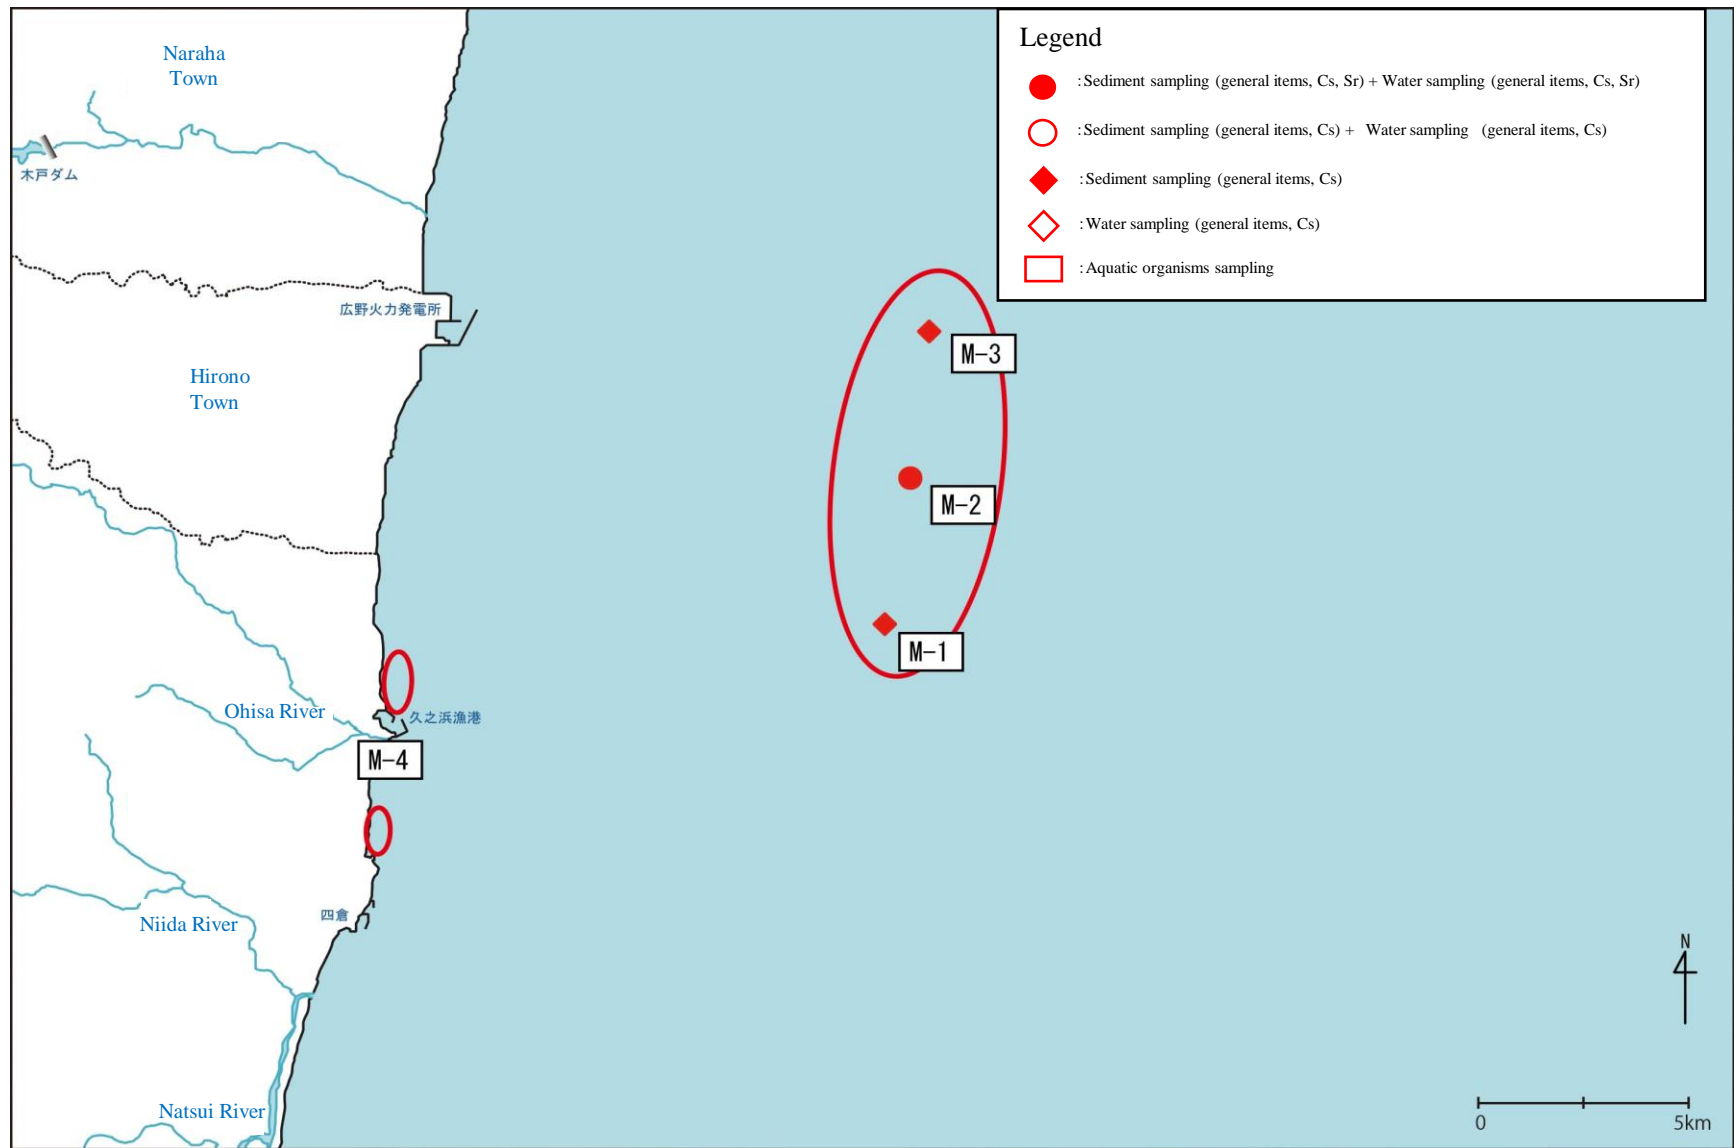 Legend
:Sediment sampling (general items, Cs, Sr) + Water sampling (general items, Cs, Sr)
:Sediment sampling (general items, Cs) + Water sampling (general items, Cs)
:Sediment sampling (general items, Cs)
:Water sampling (general items, Cs)
:Aquatic organisms sampling
Naraha
Town
木戸ダム
広野火力発電所
Hirono
Town
M-3
M-2
M-1
Ohisa River
久之浜漁港
M-4
Niida River
四倉
Natsui River
N
0
5km